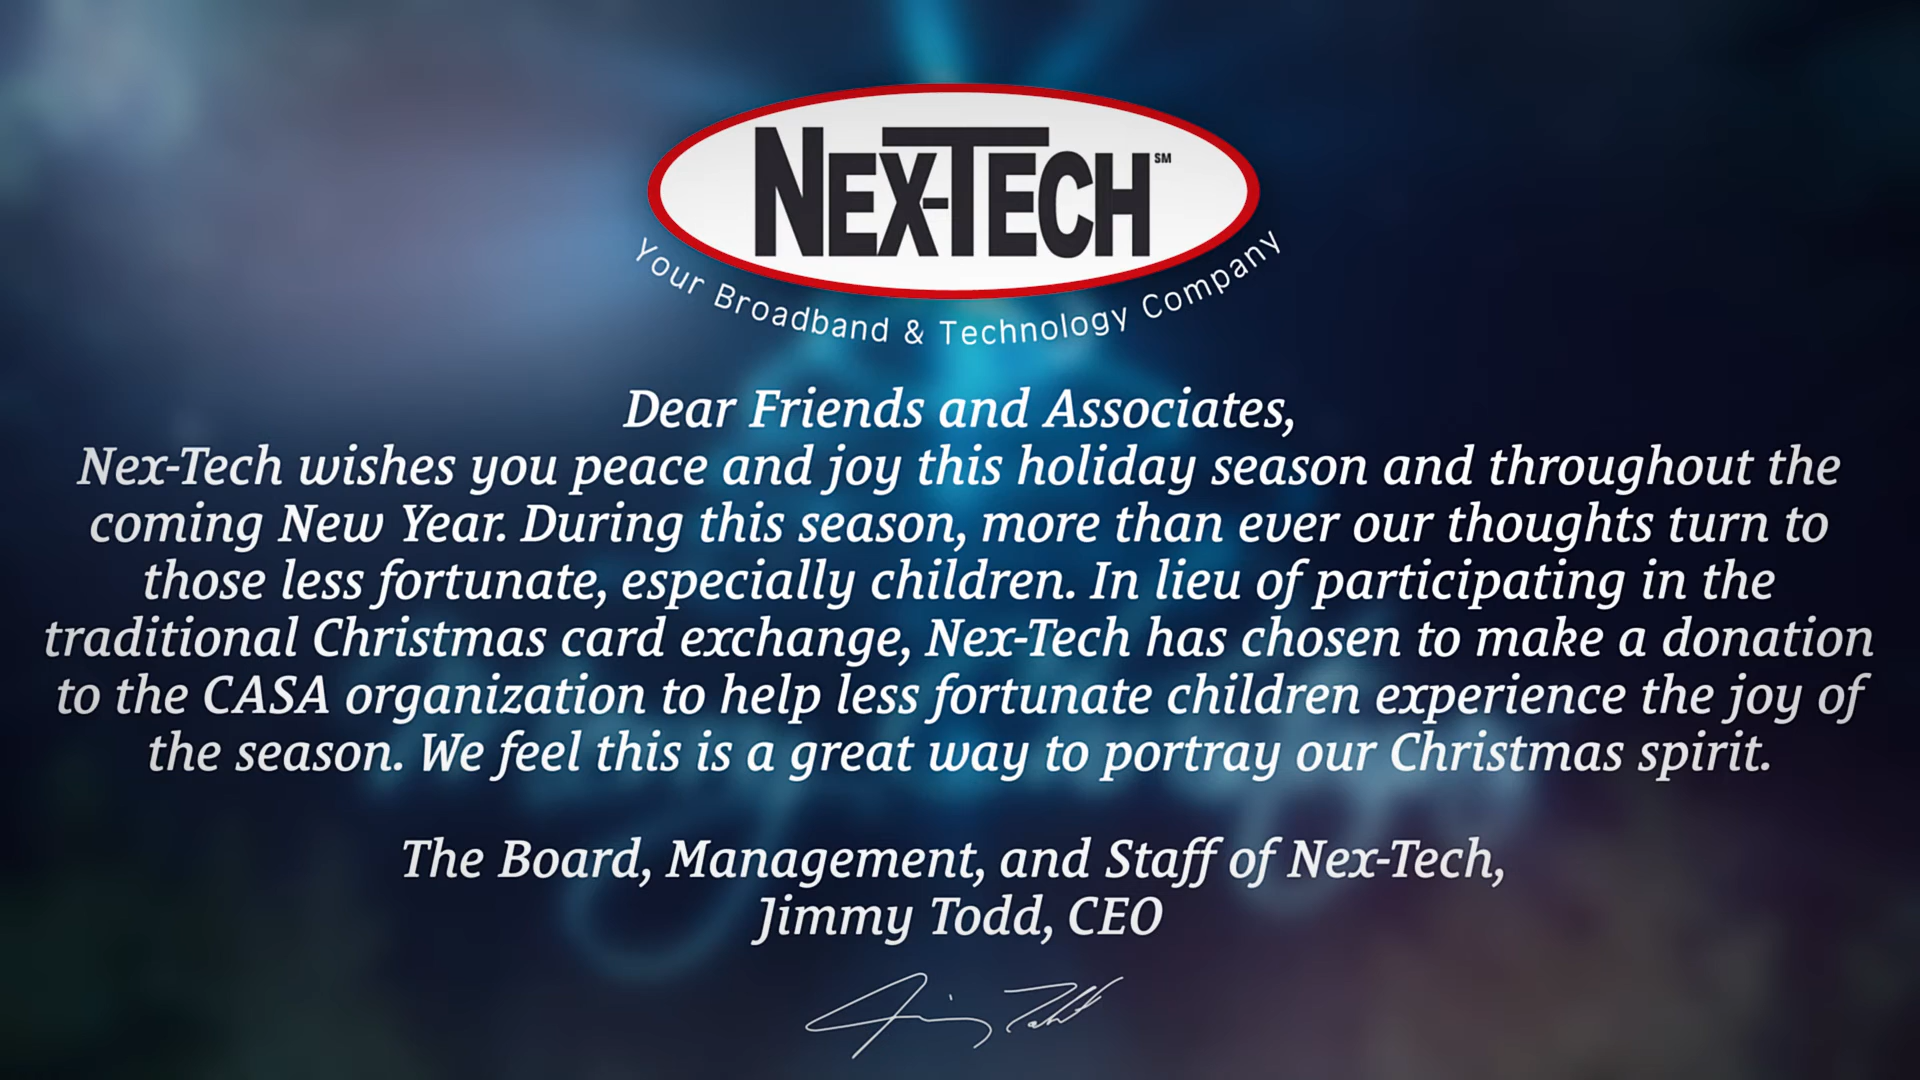 NEX-TECH℠
Your Broadband & Technology Company
Dear Friends and Associates,
Nex-Tech wishes you peace and joy this holiday season and throughout the
coming New Year. During this season, more than ever our thoughts turn to
those less fortunate, especially children. In lieu of participating in the
traditional Christmas card exchange, Nex-Tech has chosen to make a donation
to the CASA organization to help less fortunate children experience the joy of
the season. We feel this is a great way to portray our Christmas spirit.
The Board, Management, and Staff of Nex-Tech,
Jimmy Todd, CEO